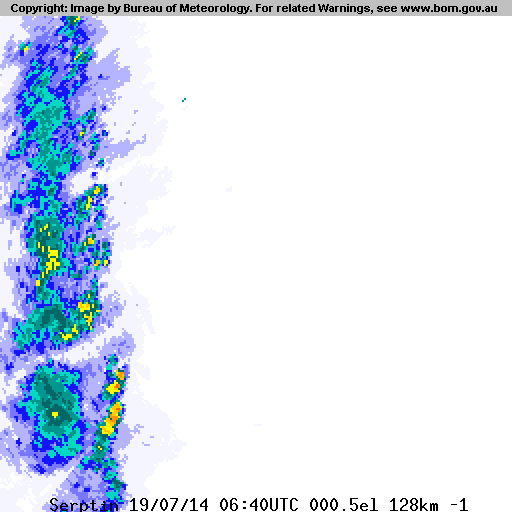 Copyright: Image by Bureau of Meteorology. For related Warnings, see www.bom.gov.au
Serptin 19/07/14 06:40UTC 000.5el 128km -1